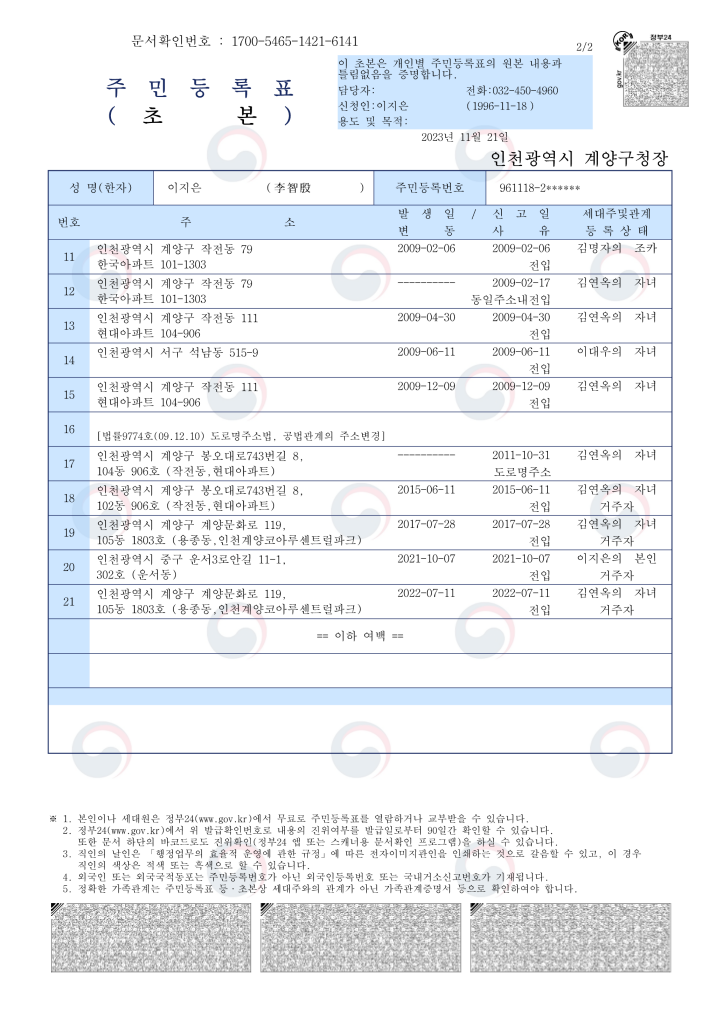 문서확인번호 : 1700-5465-1421-6141
2/2
정부24
gov.kr
주 민 등 록 표
( 초 본 )
이 초본은 개인별 주민등록표의 원본 내용과
틀림없음을 증명합니다.
담당자: 전화:032-450-4960
신청인:이지은 (1996-11-18 )
용도 및 목적:
2023년 11월 21일
인천광역시 계양구청장
성 명(한자) 이지은 ( 李智殷 ) 주민등록번호 961118-2******
번호 주 소 발 생 일 / 신 고 일 세대주및관계
변 동 사 유 등 록 상 태
11 인천광역시 계양구 작전동 79 2009-02-06 2009-02-06 김명자의 조카
한국아파트 101-1303 전입
12 인천광역시 계양구 작전동 79 ---------- 2009-02-17 김연옥의 자녀
한국아파트 101-1303 동일주소내전입
13 인천광역시 계양구 작전동 111 2009-04-30 2009-04-30 김연옥의 자녀
현대아파트 104-906 전입
14 인천광역시 서구 석남동 515-9 2009-06-11 2009-06-11 이대우의 자녀
전입
15 인천광역시 계양구 작전동 111 2009-12-09 2009-12-09 김연옥의 자녀
현대아파트 104-906 전입
16
[법률9774호(09.12.10) 도로명주소법, 공법관계의 주소변경]
17 인천광역시 계양구 봉오대로743번길 8, ---------- 2011-10-31 김연옥의 자녀
104동 906호 (작전동,현대아파트) 도로명주소
18 인천광역시 계양구 봉오대로743번길 8, 2015-06-11 2015-06-11 김연옥의 자녀
102동 906호 (작전동,현대아파트) 전입 거주자
19 인천광역시 계양구 계양문화로 119, 2017-07-28 2017-07-28 김연옥의 자녀
105동 1803호 (용종동,인천계양코아루센트럴파크) 전입 거주자
20 인천광역시 중구 운서3로안길 11-1, 2021-10-07 2021-10-07 이지은의 본인
302호 (운서동) 전입 거주자
21 인천광역시 계양구 계양문화로 119, 2022-07-11 2022-07-11 김연옥의 자녀
105동 1803호 (용종동,인천계양코아루센트럴파크) 전입 거주자
== 이하 여백 ==
※ 1. 본인이나 세대원은 정부24(www.gov.kr)에서 무료로 주민등록표를 열람하거나 교부받을 수 있습니다.
2. 정부24(www.gov.kr)에서 위 발급확인번호로 내용의 진위여부를 발급일로부터 90일간 확인할 수 있습니다.
또한 문서 하단의 바코드로도 진위확인(정부24 앱 또는 스캐너용 문서확인 프로그램)을 하실 수 있습니다.
3. 직인의 날인은 「행정업무의 효율적 운영에 관한 규정」에 따른 전자이미지관인을 인쇄하는 것으로 갈음할 수 있고, 이 경우
직인의 색상은 적색 또는 흑색으로 할 수 있습니다.
4. 외국인 또는 외국국적동포는 주민등록번호가 아닌 외국인등록번호 또는 국내거소신고번호가 기재됩니다.
5. 정확한 가족관계는 주민등록표 등·초본상 세대주와의 관계가 아닌 가족관계증명서 등으로 확인하여야 합니다.